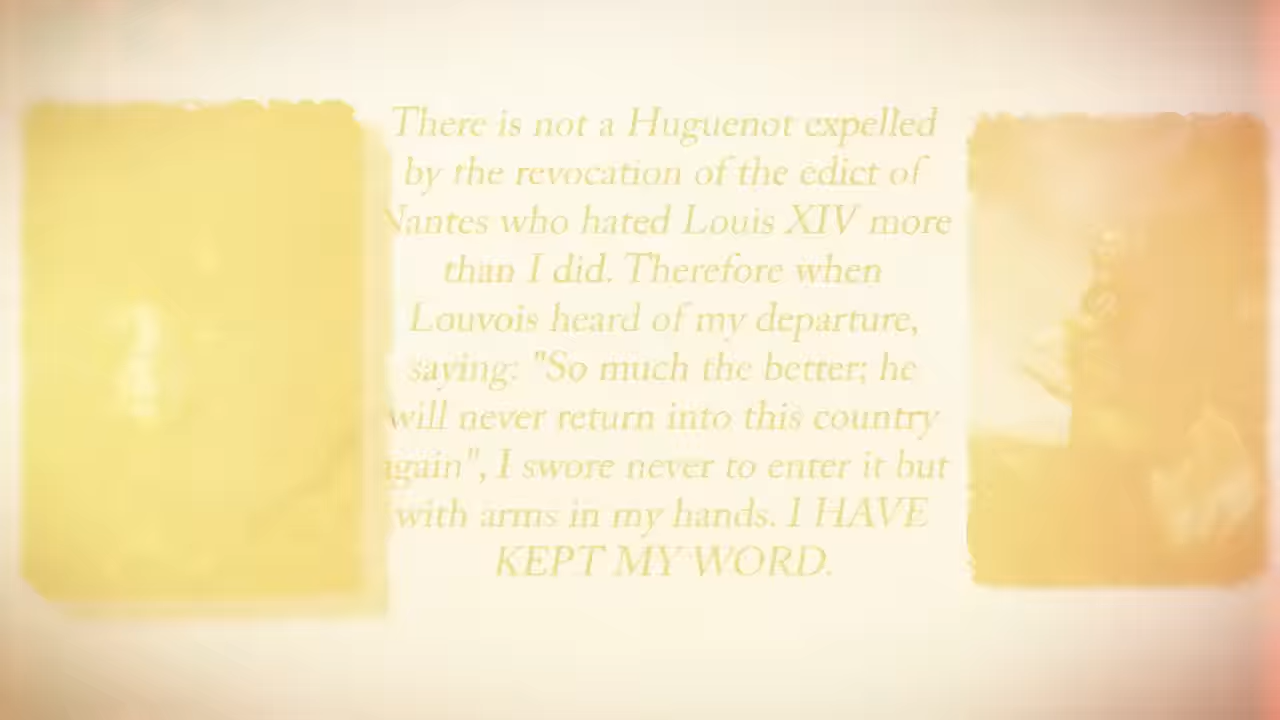 There is not a Huguenot expelled
by the revocation of the edict of
Nantes who hated Louis XIV more
than I did. Therefore when
Louvois heard of my departure,
saying: "So much the better; he
will never return into this country
again", I swore never to enter it but
with arms in my hands. I HAVE
KEPT MY WORD.